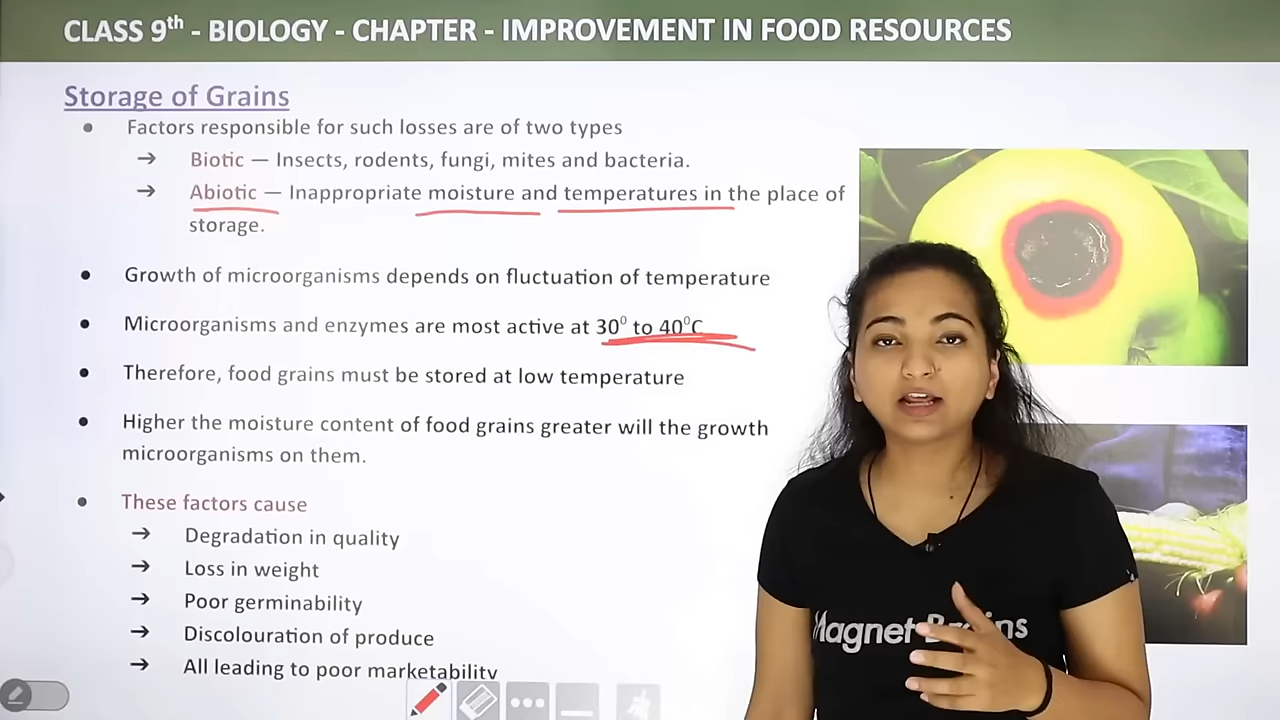 CLASS 9th - BIOLOGY - CHAPTER - IMPROVEMENT IN FOOD RESOURCES
Storage of Grains
• Factors responsible for such losses are of two types
→ Biotic — Insects, rodents, fungi, mites and bacteria.
→ Abiotic — Inappropriate moisture and temperatures in the place of
storage.
• Growth of microorganisms depends on fluctuation of temperature
• Microorganisms and enzymes are most active at 30⁰ to 40⁰C
• Therefore, food grains must be stored at low temperature
• Higher the moisture content of food grains greater will the growth
microorganisms on them.
• These factors cause
→ Degradation in quality
→ Loss in weight
→ Poor germinability
→ Discolouration of produce
→ All leading to poor marketability
Magnet Brains